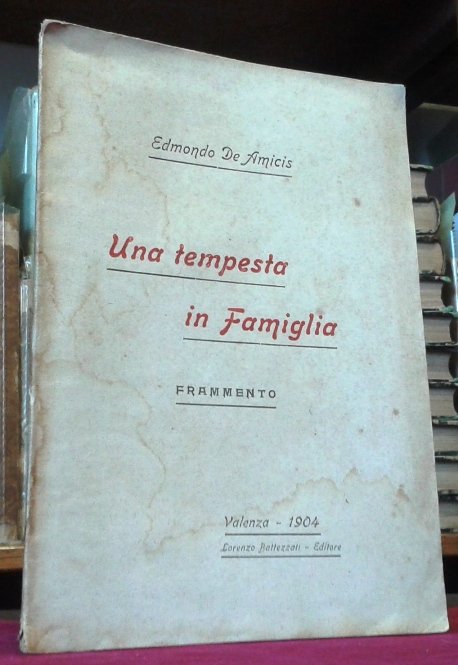 Edmondo De Amicis
Una tempesta
in Famiglia
FRAMMENTO
Valenza - 1904
Lorenzo Battezzati - Editore